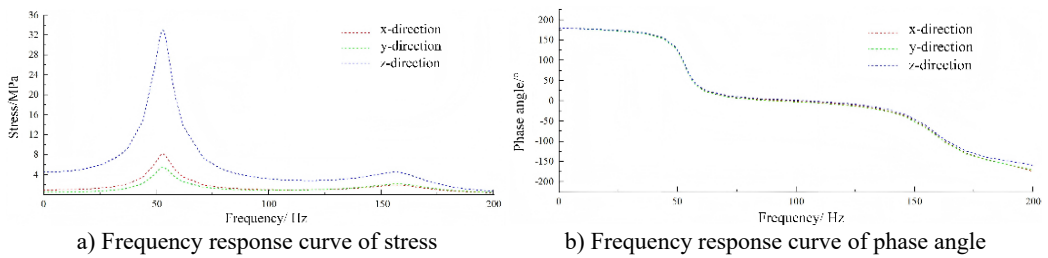 36
32
28
24
20
16
12
8
4
Stress/MPa
x-direction
y-direction
z-direction
0
50
100
150
200
Frequency/ Hz
a) Frequency response curve of stress
200
150
100
50
0
-50
-100
-150
-200
Phase angle/°
x-direction
y-direction
z-direction
0
50
100
150
200
Frequency/ Hz
b) Frequency response curve of phase angle